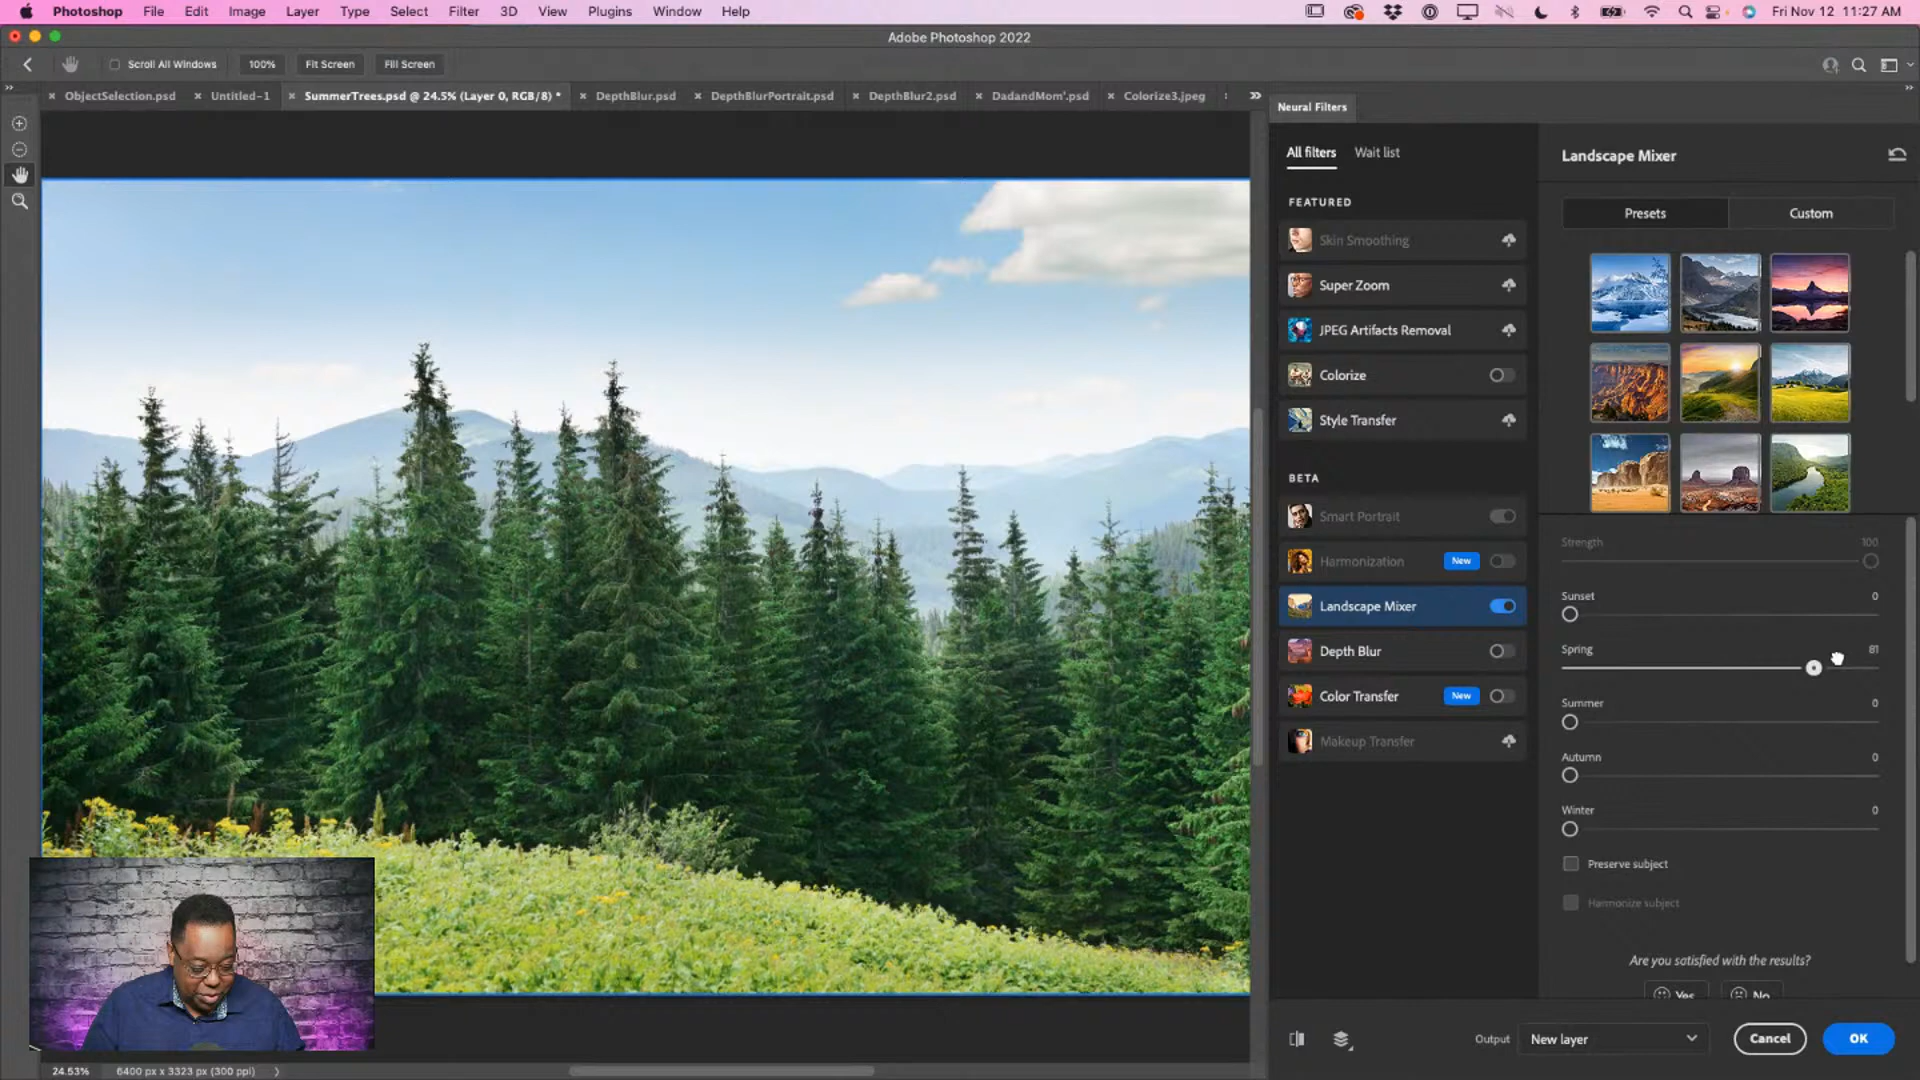 Photoshop File Edit Image Layer Type Select Filter 3D View Plugins Window Help Fri Nov 12 11:27 AM
Adobe Photoshop 2022
Scroll All Windows 100% Fit Screen Fill Screen
ObjectSelection.psd Untitled-1 SummerTrees.psd @ 24.5% (Layer 0, RGB/8) * DepthBlur.psd DepthBlurPortrait.psd DepthBlur2.psd DadandMom'.psd Colorize3.jpeg
Neural Filters
All filters Wait list
Landscape Mixer
FEATURED
Presets Custom
Skin Smoothing
Super Zoom
JPEG Artifacts Removal
Colorize
Style Transfer
BETA
Smart Portrait
Harmonization New
Landscape Mixer
Depth Blur
Color Transfer New
Makeup Transfer
Strength 100
Sunset 0
Spring 81
Summer 0
Autumn 0
Winter 0
Preserve subject
Harmonize subject
Are you satisfied with the results?
Yes No
Output New layer Cancel OK
24.53% 6400 px x 3323 px (300 ppi)